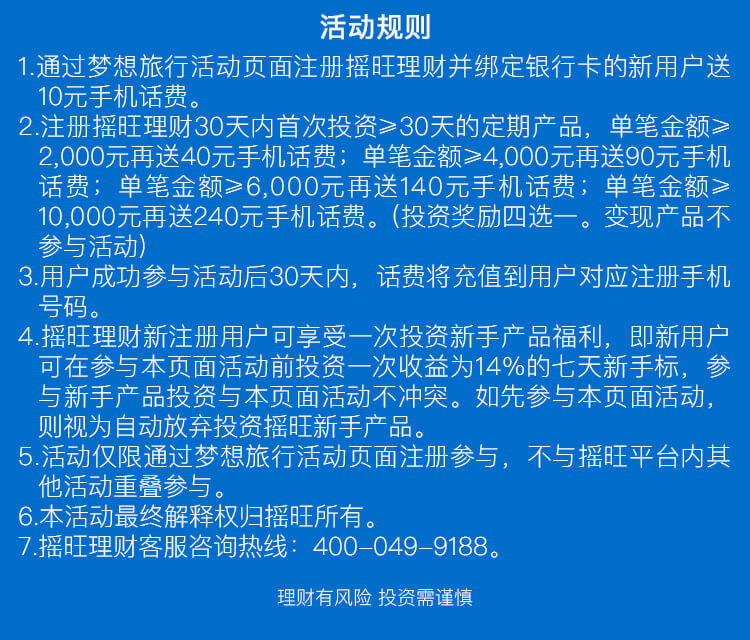 活动规则
1.通过梦想旅行活动页面注册摇旺理财并绑定银行卡的新用户送
10元手机话费。
2.注册摇旺理财30天内首次投资≥30天的定期产品，单笔金额≥
2,000元再送40元手机话费；单笔金额≥4,000元再送90元手机
话费；单笔金额≥6,000元再送140元手机话费；单笔金额≥
10,000元再送240元手机话费。(投资奖励四选一。变现产品不
参与活动)
3.用户成功参与活动后30天内，话费将充值到用户对应注册手机
号码。
4.摇旺理财新注册用户可享受一次投资新手产品福利，即新用户
可在参与本页面活动前投资一次收益为14%的七天新手标，参
与新手产品投资与本页面活动不冲突。如先参与本页面活动，
则视为自动放弃投资摇旺新手产品。
5.活动仅限通过梦想旅行活动页面注册参与，不与摇旺平台内其
他活动重叠参与。
6.本活动最终解释权归摇旺所有。
7.摇旺理财客服咨询热线：400-049-9188。
理财有风险 投资需谨慎